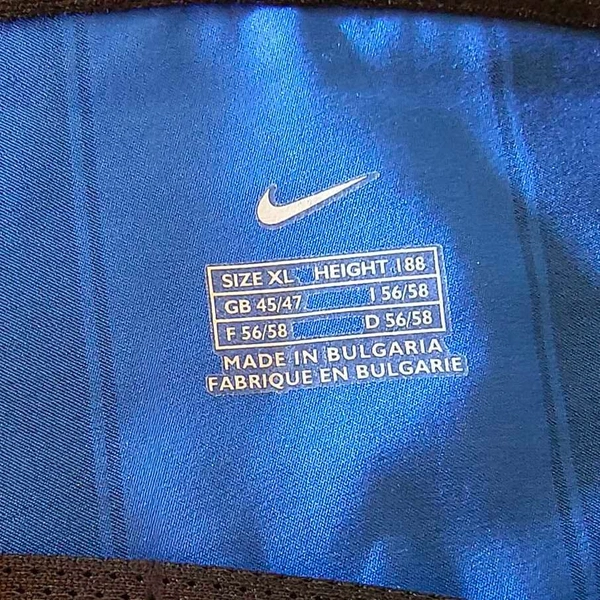 SIZE XL HEIGHT 188
GB 45/47 I 56/58
F 56/58 D 56/58
MADE IN BULGARIA
FABRIQUE EN BULGARIE